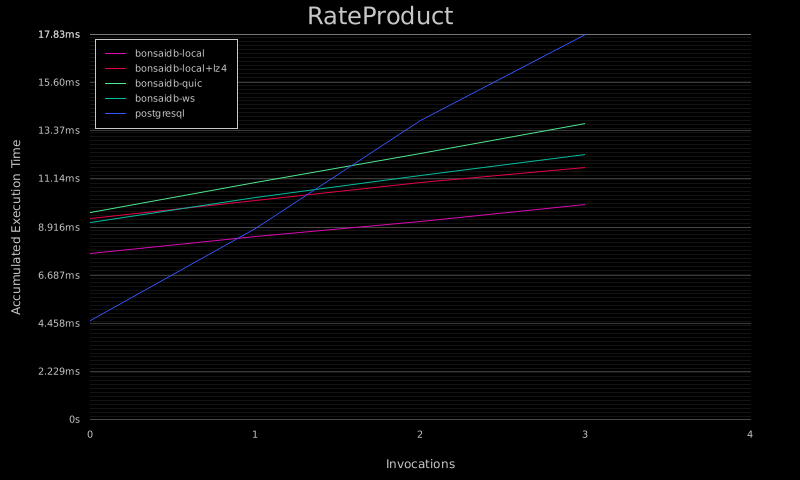 RateProduct
17.83ms
15.60ms
13.37ms
11.14ms
8.916ms
6.687ms
4.458ms
2.229ms
0s
Accumulated Execution Time
bonsaidb-local
bonsaidb-local+lz4
bonsaidb-quic
bonsaidb-ws
postgresql
0 1 2 3 4
Invocations